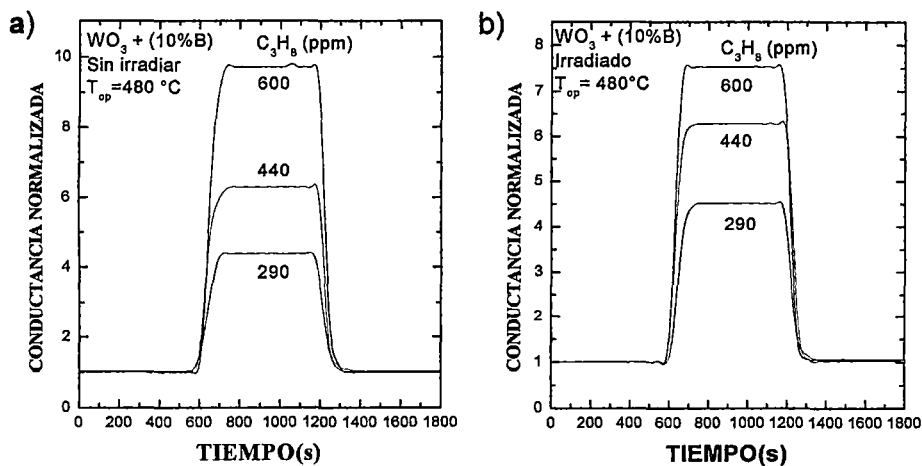 a)
WO3 + (10%B)
Sin irradiar
Top=480 °C
C3H8 (ppm)
600
440
290
CONDUCTANCIA NORMALIZADA
10
8
6
4
2
0
0 200 400 600 800 1000 1200 1400 1600 1800
TIEMPO(s)
b)
WO3 + (10%B)
Irradiado
Top= 480°C
C3H8 (ppm)
600
440
290
CONDUCTANCIA NORMALIZADA
8
7
6
5
4
3
2
1
0
0 200 400 600 800 1000 1200 1400 1600 1800
TIEMPO(s)